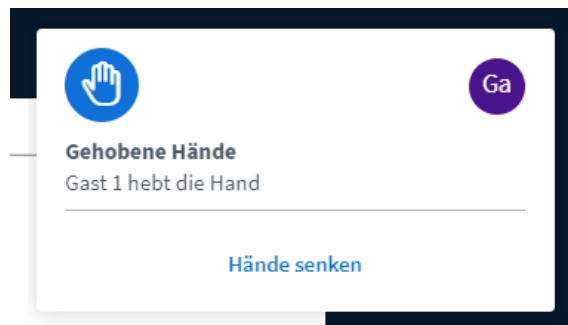 Ga
Gehobene Hände
Gast 1 hebt die Hand
Hände senken